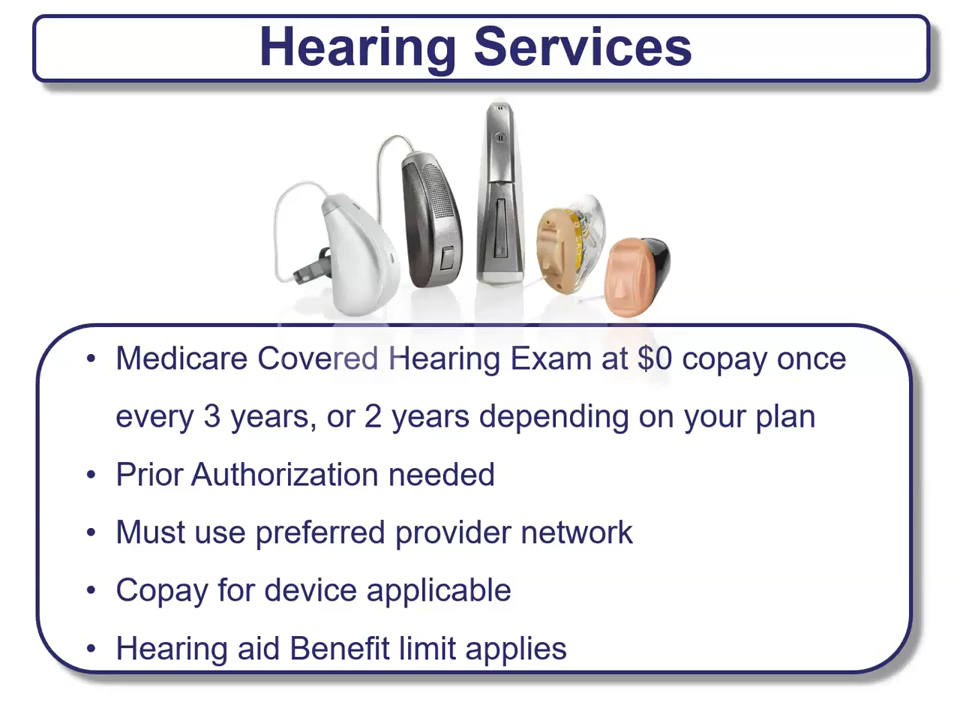 Hearing Services
• Medicare Covered Hearing Exam at $0 copay once
every 3 years, or 2 years depending on your plan
• Prior Authorization needed
• Must use preferred provider network
• Copay for device applicable
• Hearing aid Benefit limit applies